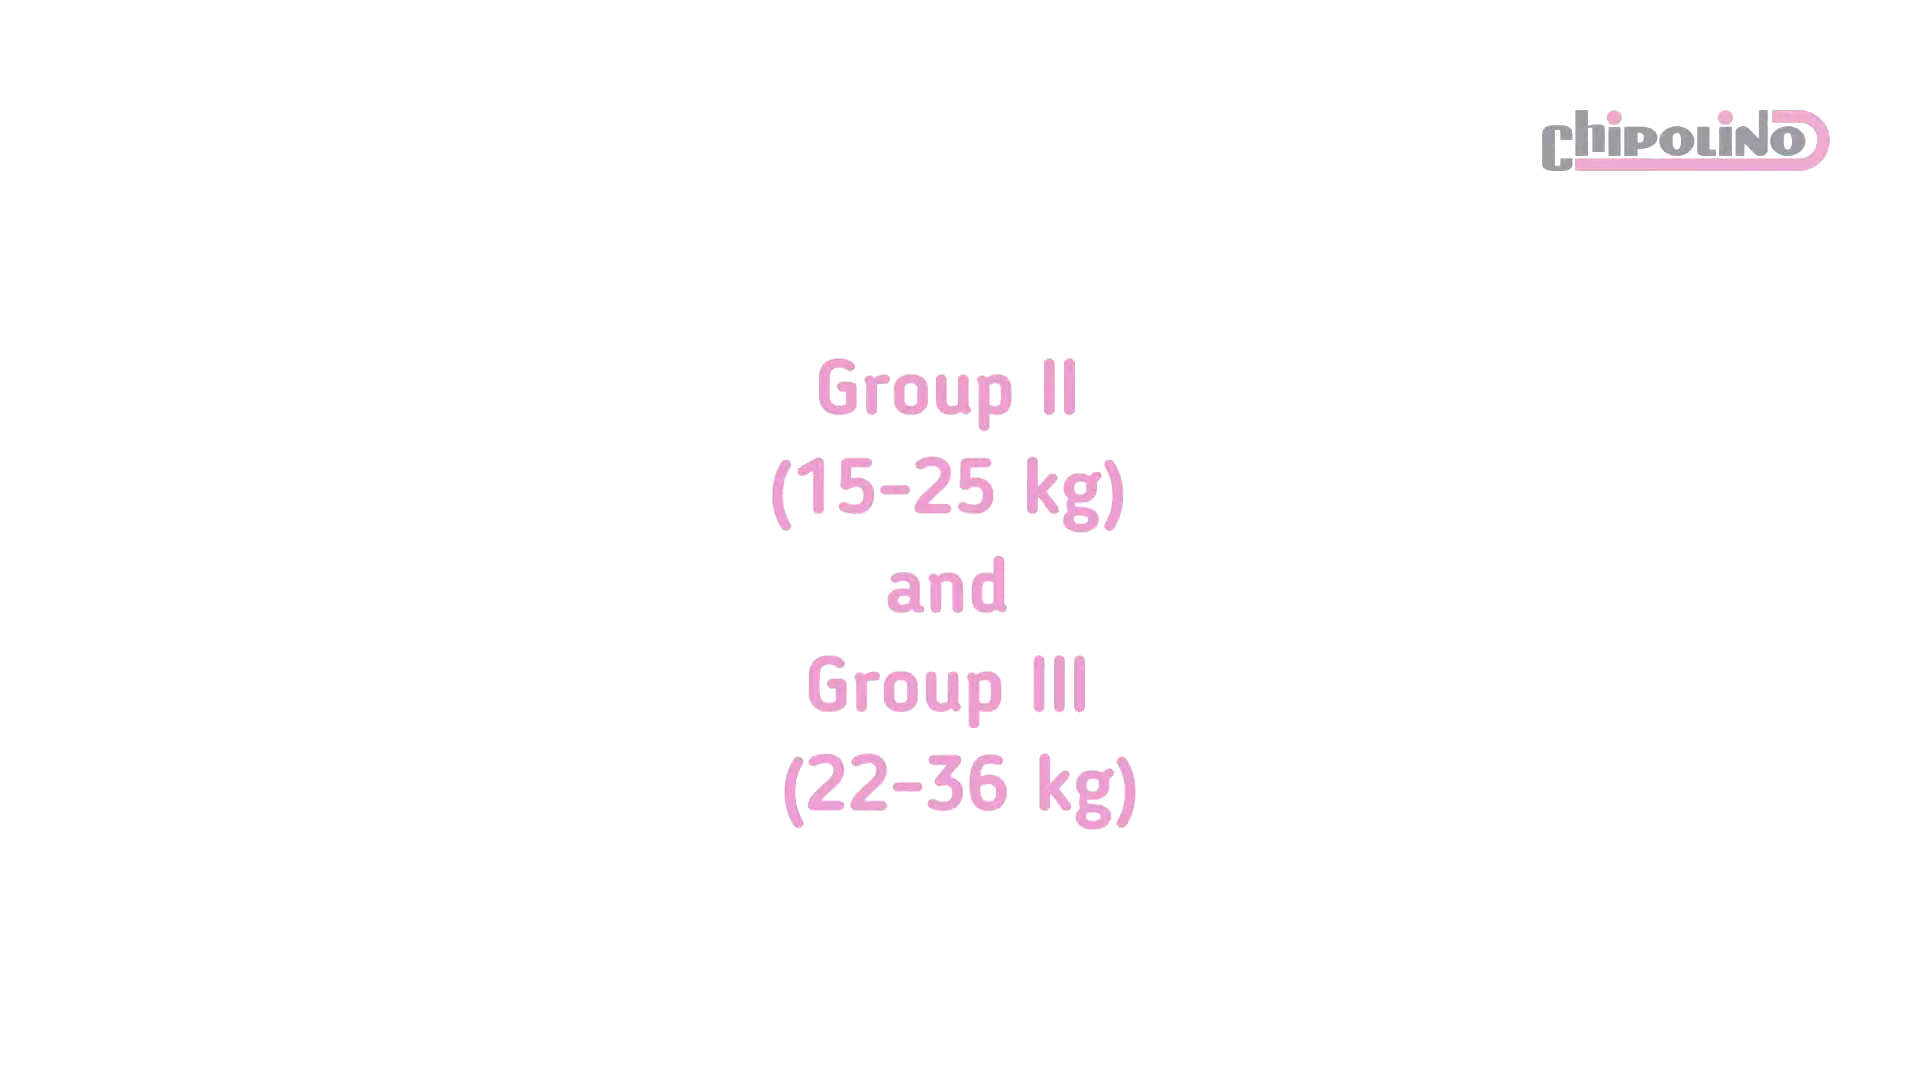 chipolino
Group II
(15-25 kg)
and
Group III
(22-36 kg)